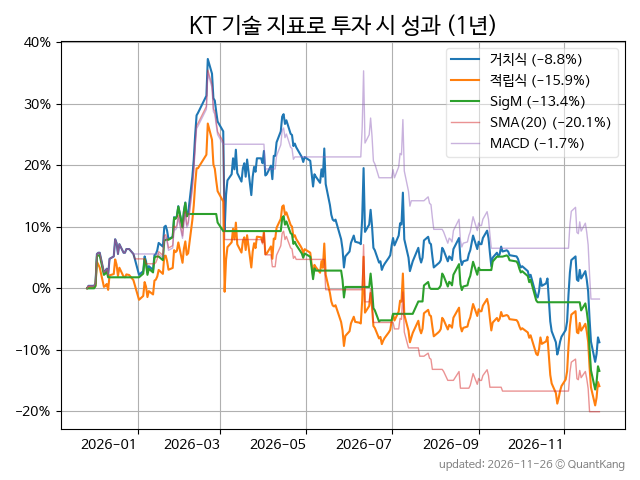 KT 기술 지표로 투자 시 성과 (1년)
40%
30%
20%
10%
0%
−10%
−20%
거치식 (−8.8%)
적립식 (−15.9%)
SigM (−13.4%)
SMA(20) (−20.1%)
MACD (−1.7%)
2026−01
2026−03
2026−05
2026−07
2026−09
2026−11
updated: 2026−11−26 ⓒ QuantKang